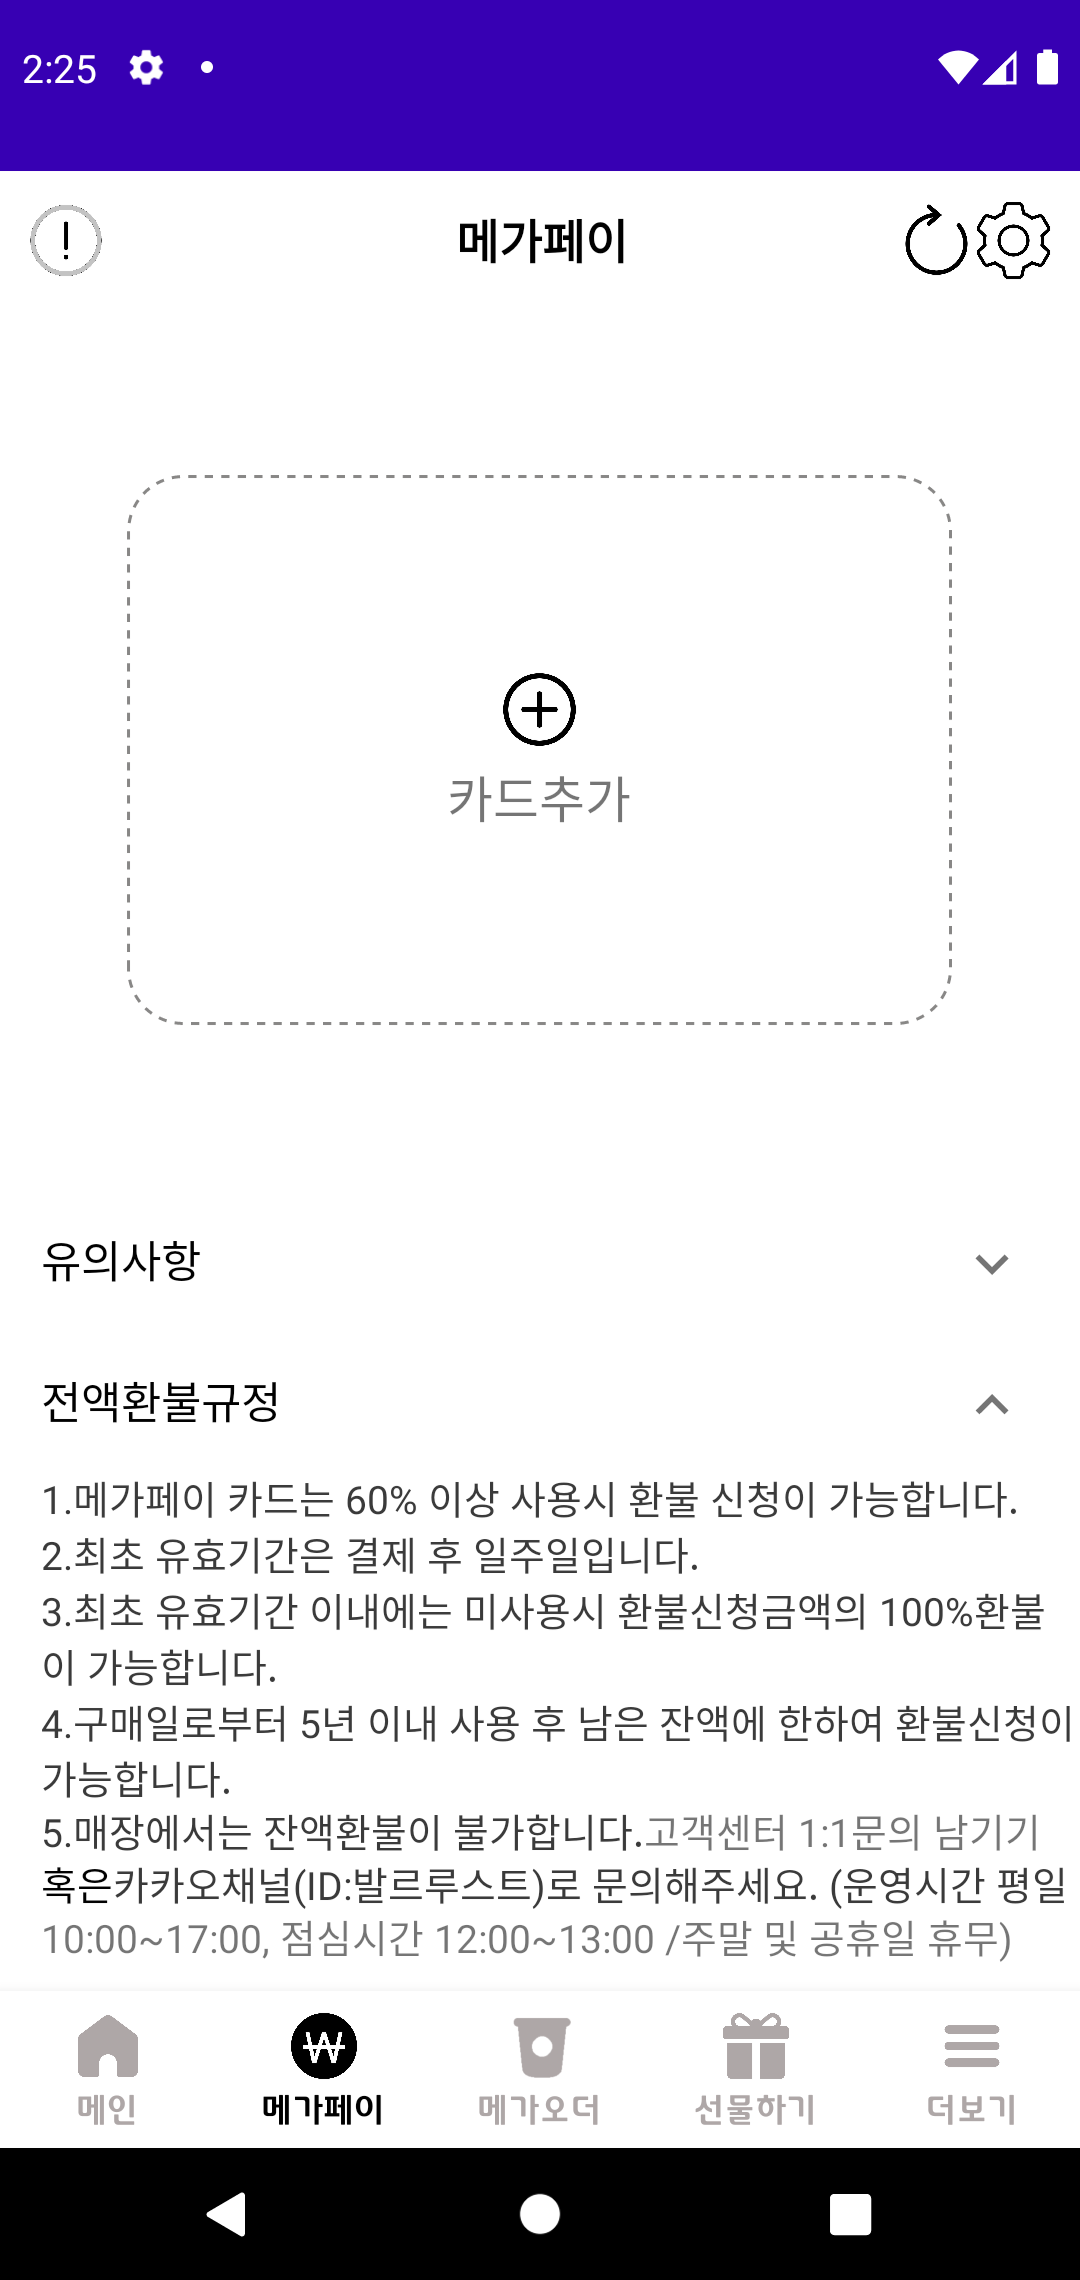 2:25
메가페이
카드추가
유의사항
전액환불규정
1.메가페이 카드는 60% 이상 사용시 환불 신청이 가능합니다.
2.최초 유효기간은 결제 후 일주일입니다.
3.최초 유효기간 이내에는 미사용시 환불신청금액의 100%환불
이 가능합니다.
4.구매일로부터 5년 이내 사용 후 남은 잔액에 한하여 환불신청이
가능합니다.
5.매장에서는 잔액환불이 불가합니다.고객센터 1:1문의 남기기
혹은카카오채널(ID:발르루스트)로 문의해주세요. (운영시간 평일
10:00~17:00, 점심시간 12:00~13:00 /주말 및 공휴일 휴무)
메인 메가페이 메가오더 선물하기 더보기